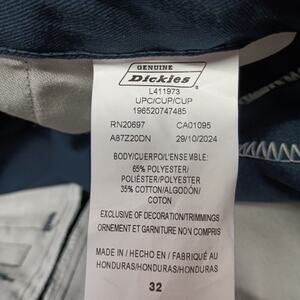 GENUINE
Dickies
L411973
UPC/CUP/CUP
196520747485
RN20697 CA01095
A87Z20DN 29/10/2024
BODY/CUERPO/L'ENSEMBLE:
65% POLYESTER/
POLIÉSTER/POLYESTER
35% COTTON/ALGODÓN/
COTON
EXCLUSIVE OF DECORATION/TRIMMINGS
ORNEMENT ET GARNITURE NON COMPRIS
MADE IN / HECHO EN / FABRIQUÉ AU
HONDURAS/HONDURAS/HONDURAS
32